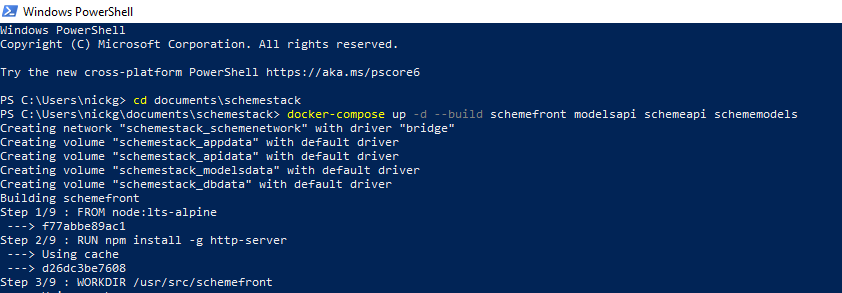 Windows PowerShell
Windows PowerShell
Copyright (C) Microsoft Corporation. All rights reserved.
Try the new cross-platform PowerShell https://aka.ms/pscore6
PS C:\Users\nickg> cd documents\schemestack
PS C:\Users\nickg\documents\schemestack> docker-compose up -d --build schemefront modelsapi schemeapi schememodels
Creating network "schemestack_schemenetwork" with driver "bridge"
Creating volume "schemestack_appdata" with default driver
Creating volume "schemestack_apidata" with default driver
Creating volume "schemestack_modelsdata" with default driver
Creating volume "schemestack_dbdata" with default driver
Building schemefront
Step 1/9 : FROM node:lts-alpine
---> f77abbe89ac1
Step 2/9 : RUN npm install -g http-server
---> Using cache
---> d26dc3be7608
Step 3/9 : WORKDIR /usr/src/schemefront